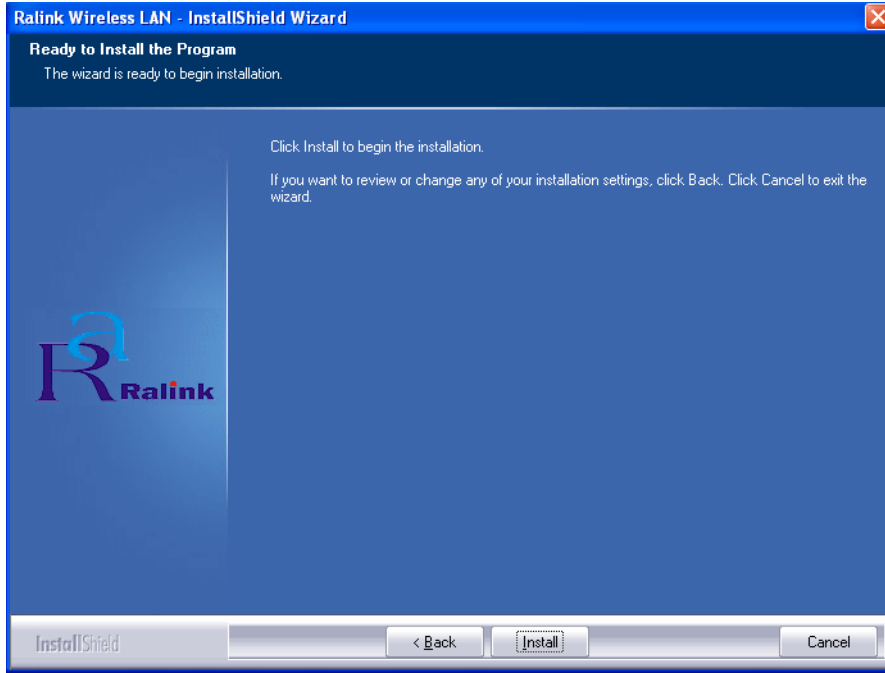 Ralink Wireless LAN - InstallShield Wizard
Ready to Install the Program
The wizard is ready to begin installation.
Click Install to begin the installation.
If you want to review or change any of your installation settings, click Back. Click Cancel to exit the
wizard.
Ra
Ralink
InstallShield
< Back
Install
Cancel